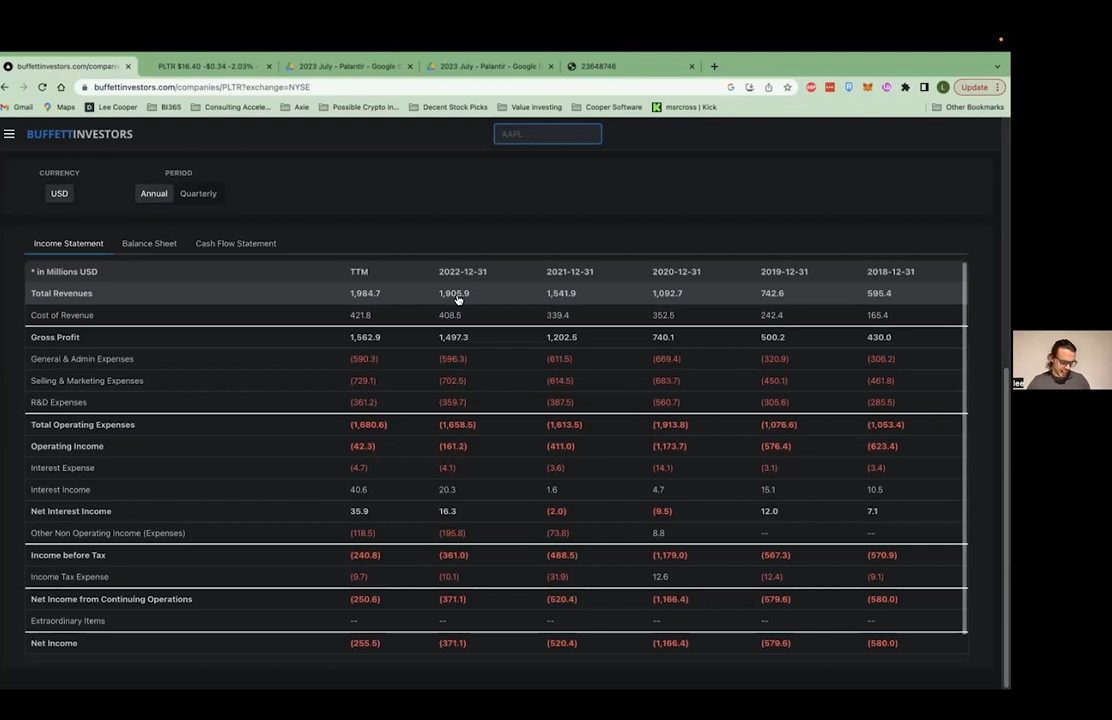 buffettinvestors.com/compani
PLTR $16.40 -$0.34 -2.03%
2023 July - Palantir - Google
2023 July - Palantir - Google
23648746
buffettinvestors.com/companies/PLTR?exchange=NYSE
Update
Gmail Maps Lee Cooper BI365 Consulting Accele... Axie Possible Crypto In... Decent Stock Picks Value Investing Cooper Software msrcross | Kick Other Bookmarks
BUFFETTINVESTORS
AAPL
CURRENCY PERIOD
USD Annual Quarterly
Income Statement Balance Sheet Cash Flow Statement
* in Millions USD TTM 2022-12-31 2021-12-31 2020-12-31 2019-12-31 2018-12-31
Total Revenues 1,984.7 1,905.9 1,541.9 1,092.7 742.6 595.4
Cost of Revenue 421.8 408.5 339.4 352.5 242.4 165.4
Gross Profit 1,562.9 1,497.3 1,202.5 740.1 500.2 430.0
General & Admin Expenses (590.3) (596.3) (611.5) (669.4) (320.9) (306.2)
Selling & Marketing Expenses (729.1) (702.5) (614.5) (683.7) (450.1) (461.8)
R&D Expenses (361.2) (359.7) (387.5) (560.7) (305.6) (285.5)
Total Operating Expenses (1,680.6) (1,658.5) (1,613.5) (1,913.8) (1,076.6) (1,053.4)
Operating Income (42.3) (161.2) (411.0) (1,173.7) (576.4) (623.4)
Interest Expense (4.7) (4.1) (3.6) (14.1) (3.1) (3.4)
Interest Income 40.6 20.3 1.6 4.7 15.1 10.5
Net Interest Income 35.9 16.3 (2.0) (9.5) 12.0 7.1
Other Non Operating Income (Expenses) (118.5) (195.8) (73.8) 8.8 -- --
Income before Tax (240.8) (361.0) (488.5) (1,179.0) (567.3) (570.9)
Income Tax Expense (9.7) (10.1) (31.9) 12.6 (12.4) (9.1)
Net Income from Continuing Operations (250.6) (371.1) (520.4) (1,166.4) (579.6) (580.0)
Extraordinary Items -- -- -- -- -- --
Net Income (255.5) (371.1) (520.4) (1,166.4) (579.6) (580.0)
lee